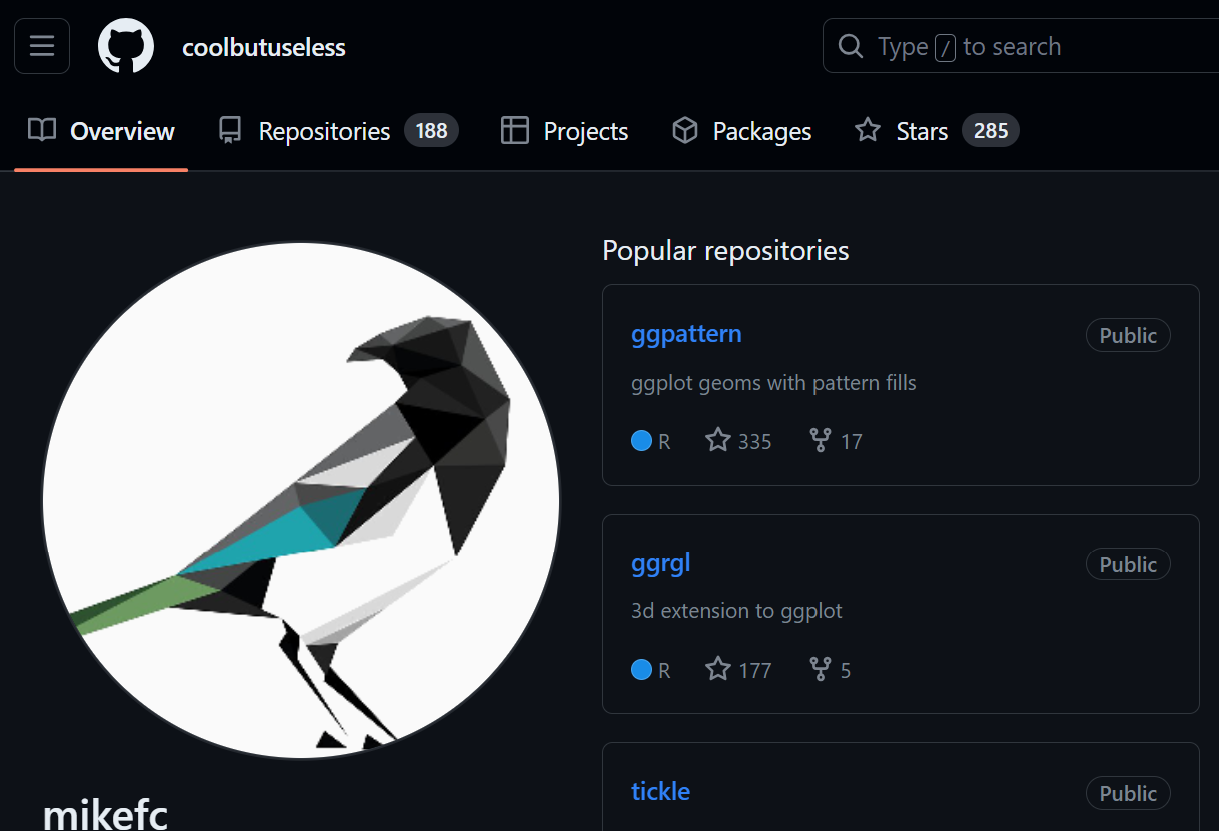 coolbutuseless
Type / to search
Overview
Repositories 188
Projects
Packages
Stars 285
Popular repositories
ggpattern
Public
ggplot geoms with pattern fills
R 335 17
ggrgl
Public
3d extension to ggplot
R 177 5
tickle
Public
mikefc